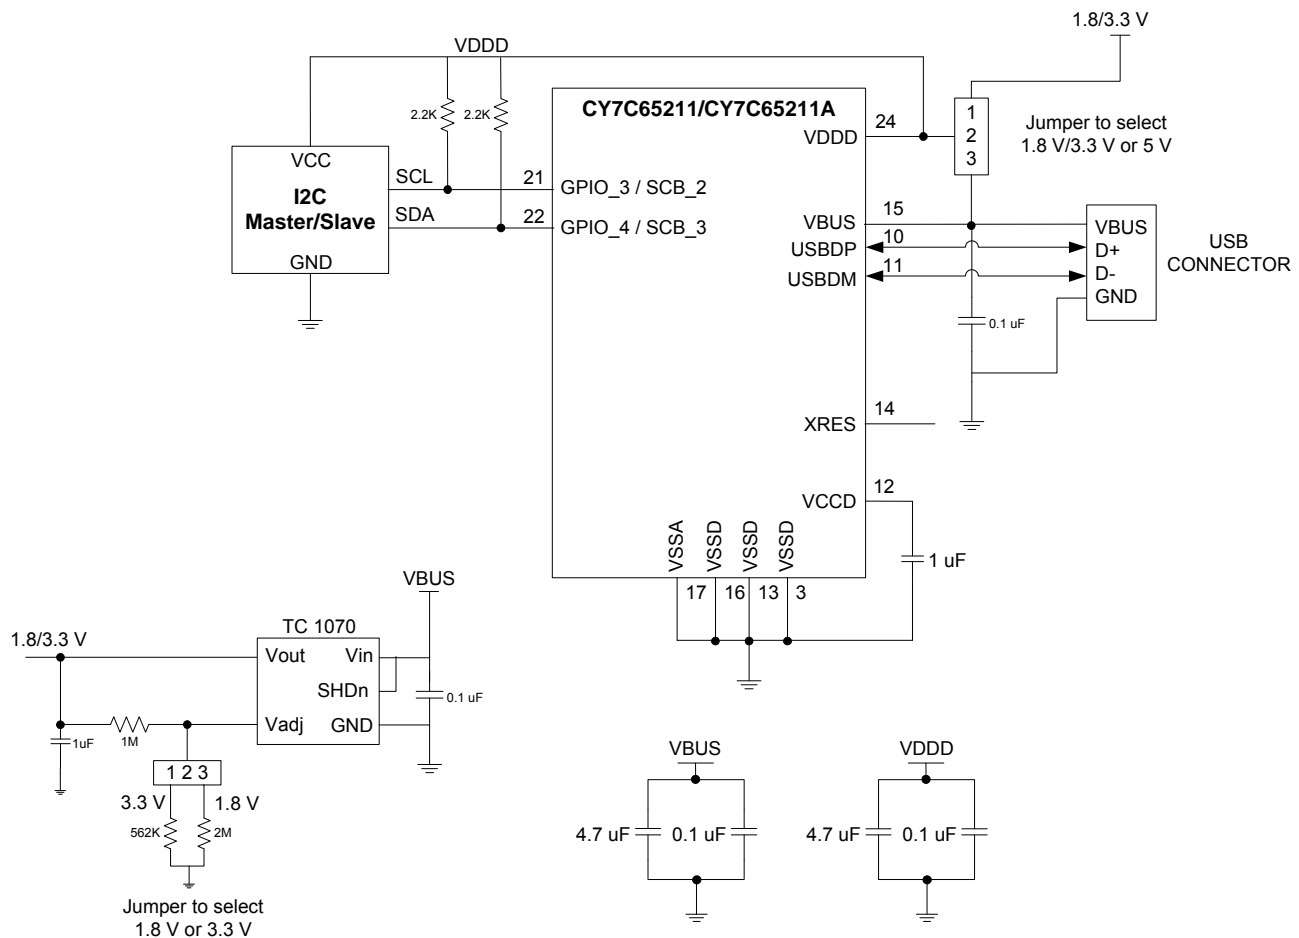 1.8/3.3 V
VDDD
2.2K
2.2K
CY7C65211/CY7C65211A
VDDD
24
1
2
3
Jumper to select
1.8 V/3.3 V or 5 V
VCC
I2C
Master/Slave
GND
SCL
SDA
21
22
GPIO_3 / SCB_2
GPIO_4 / SCB_3
VBUS
15
USBDP
10
USBDM
11
VBUS
D+
D-
GND
USB
CONNECTOR
0.1 uF
XRES
14
VCCD
12
1 uF
VSSA
VSSD
VSSD
VSSD
17
16
13
3
VBUS
1.8/3.3 V
TC 1070
Vout
Vin
SHDn
Vadj
GND
0.1 uF
1uF
1M
1 2 3
3.3 V
1.8 V
562K
2M
Jumper to select
1.8 V or 3.3 V
VBUS
4.7 uF
0.1 uF
VDDD
4.7 uF
0.1 uF